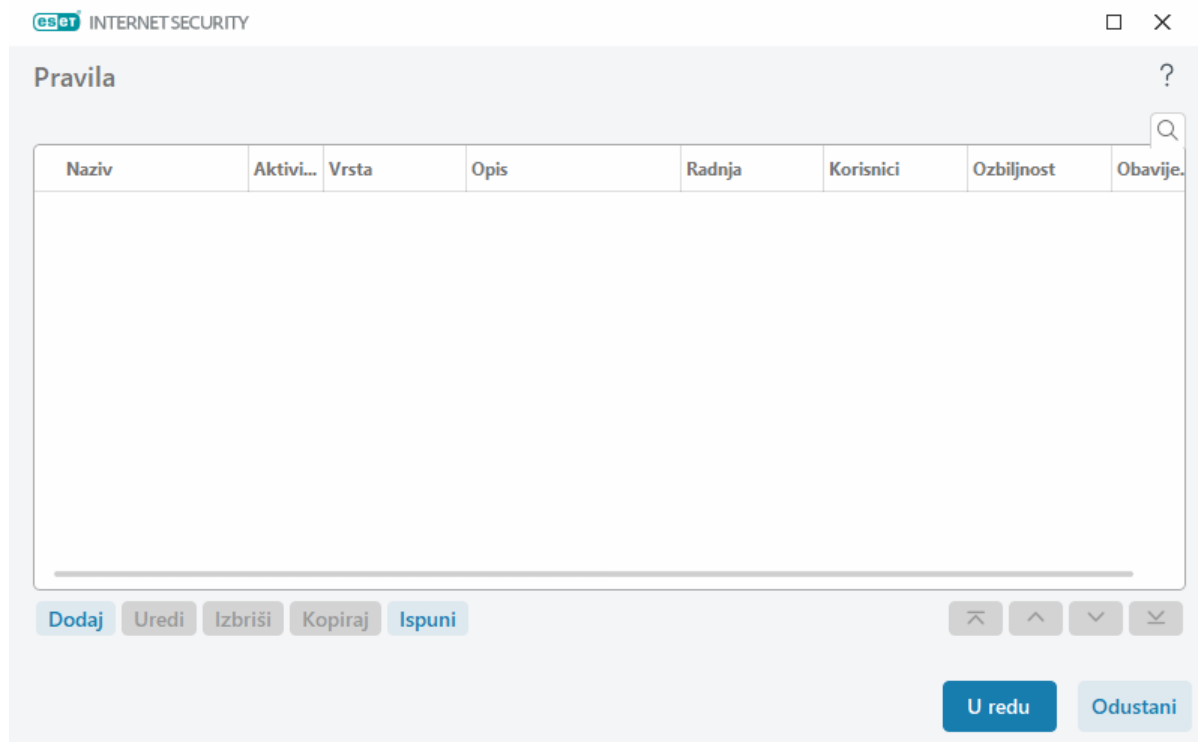 eset INTERNET SECURITY
Pravila
?
Naziv Aktivi... Vrsta Opis Radnja Korisnici Ozbiljnost Obavije.
Dodaj Uredi Izbriši Kopiraj Ispuni
U redu Odustani